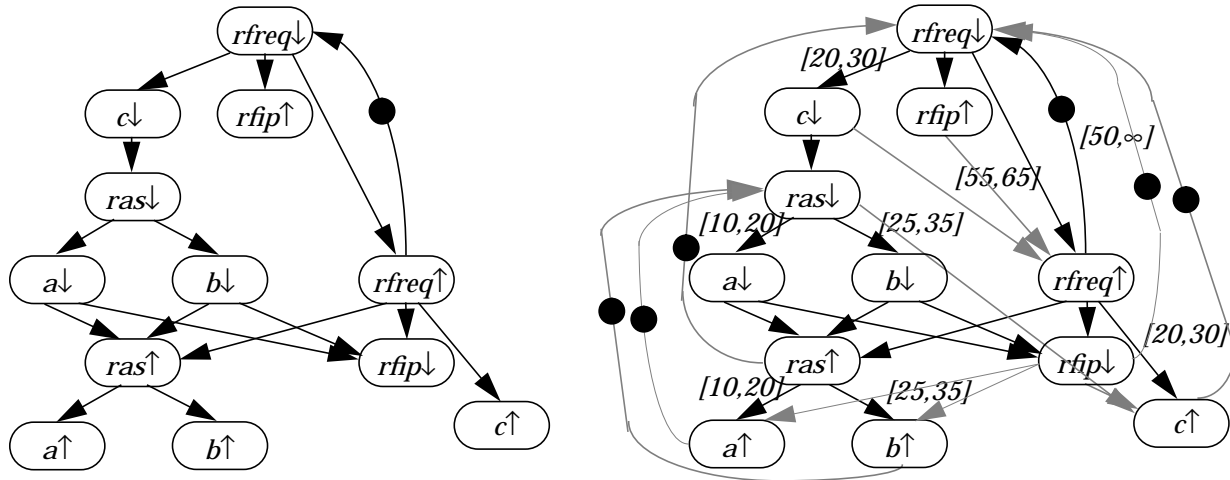 rfreq↓
c↓
rfip↑
ras↓
a↓
b↓
rfreq↑
ras↑
rfip↓
a↑
b↑
c↑
rfreq↓
[20,30]
c↓
rfip↑
[50,∞]
[55,65]
ras↓
[10,20]
[25,35]
a↓
b↓
rfreq↑
[20,30]
ras↑
rfip↓
[10,20]
[25,35]
a↑
b↑
c↑